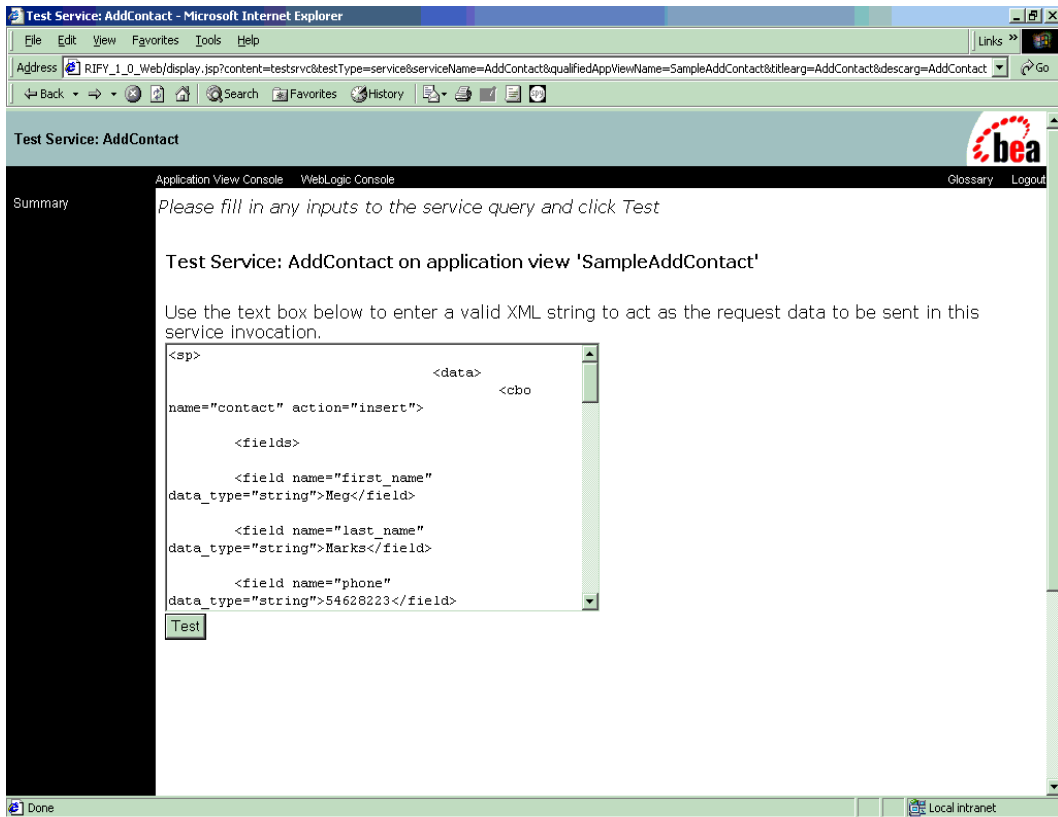 Test Service: AddContact - Microsoft Internet Explorer
File Edit View Favorites Tools Help Links »
Address RIFY_1_0_Web/display.jsp?content=testsrvc&testType=service&serviceName=AddContact&qualifiedAppViewName=SampleAddContact&titlearg=AddContact&descarg=AddContact Go
Back Search Favorites History
Test Service: AddContact
bea
Application View Console WebLogic Console Glossary Logout
Summary
Please fill in any inputs to the service query and click Test
Test Service: AddContact on application view 'SampleAddContact'
Use the text box below to enter a valid XML string to act as the request data to be sent in this
service invocation.
<sp>
<data>
<cbo
name="contact" action="insert">
<fields>
<field name="first_name"
data_type="string">Meg</field>
<field name="last_name"
data_type="string">Marks</field>
<field name="phone"
data_type="string">54628223</field>
Test
Done Local intranet